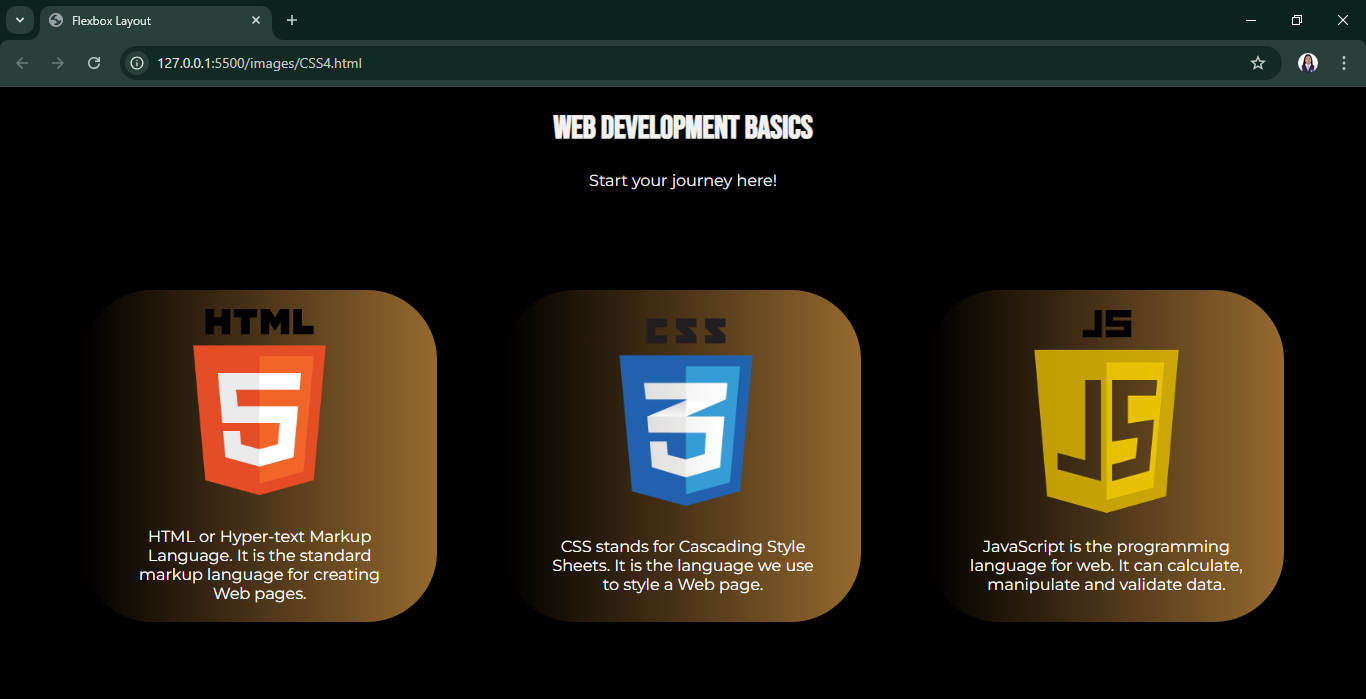 Flexbox Layout
127.0.0.1:5500/images/CSS4.html
WEB DEVELOPMENT BASICS
Start your journey here!
HTML
5
HTML or Hyper-text Markup
Language. It is the standard
markup language for creating
Web pages.
CSS
3
CSS stands for Cascading Style
Sheets. It is the language we use
to style a Web page.
JS
JS
JavaScript is the programming
language for web. It can calculate,
manipulate and validate data.